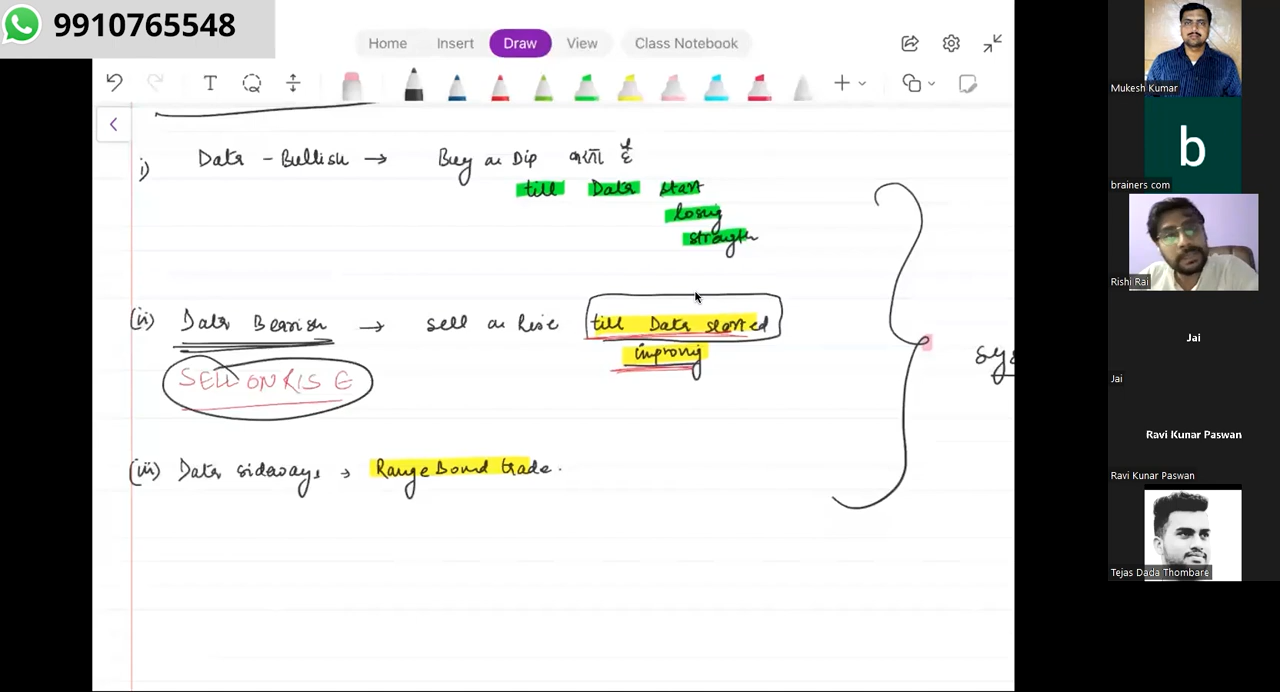 9910765548
Home Insert Draw View Class Notebook
Mukesh Kumar
b
brainers com
Rishi Rai
Jai
Jai
Ravi Kunar Paswan
Ravi Kunar Paswan
Tejas Dada Thombare
i) Data - Bullish → Buy on Dip करना है
till Data start
losing
strength
(ii) Data Bearish → sell on Rise till Data started
improvig
SELL ON RISE
sys
(iii) Data sideways → Range Bound trade.